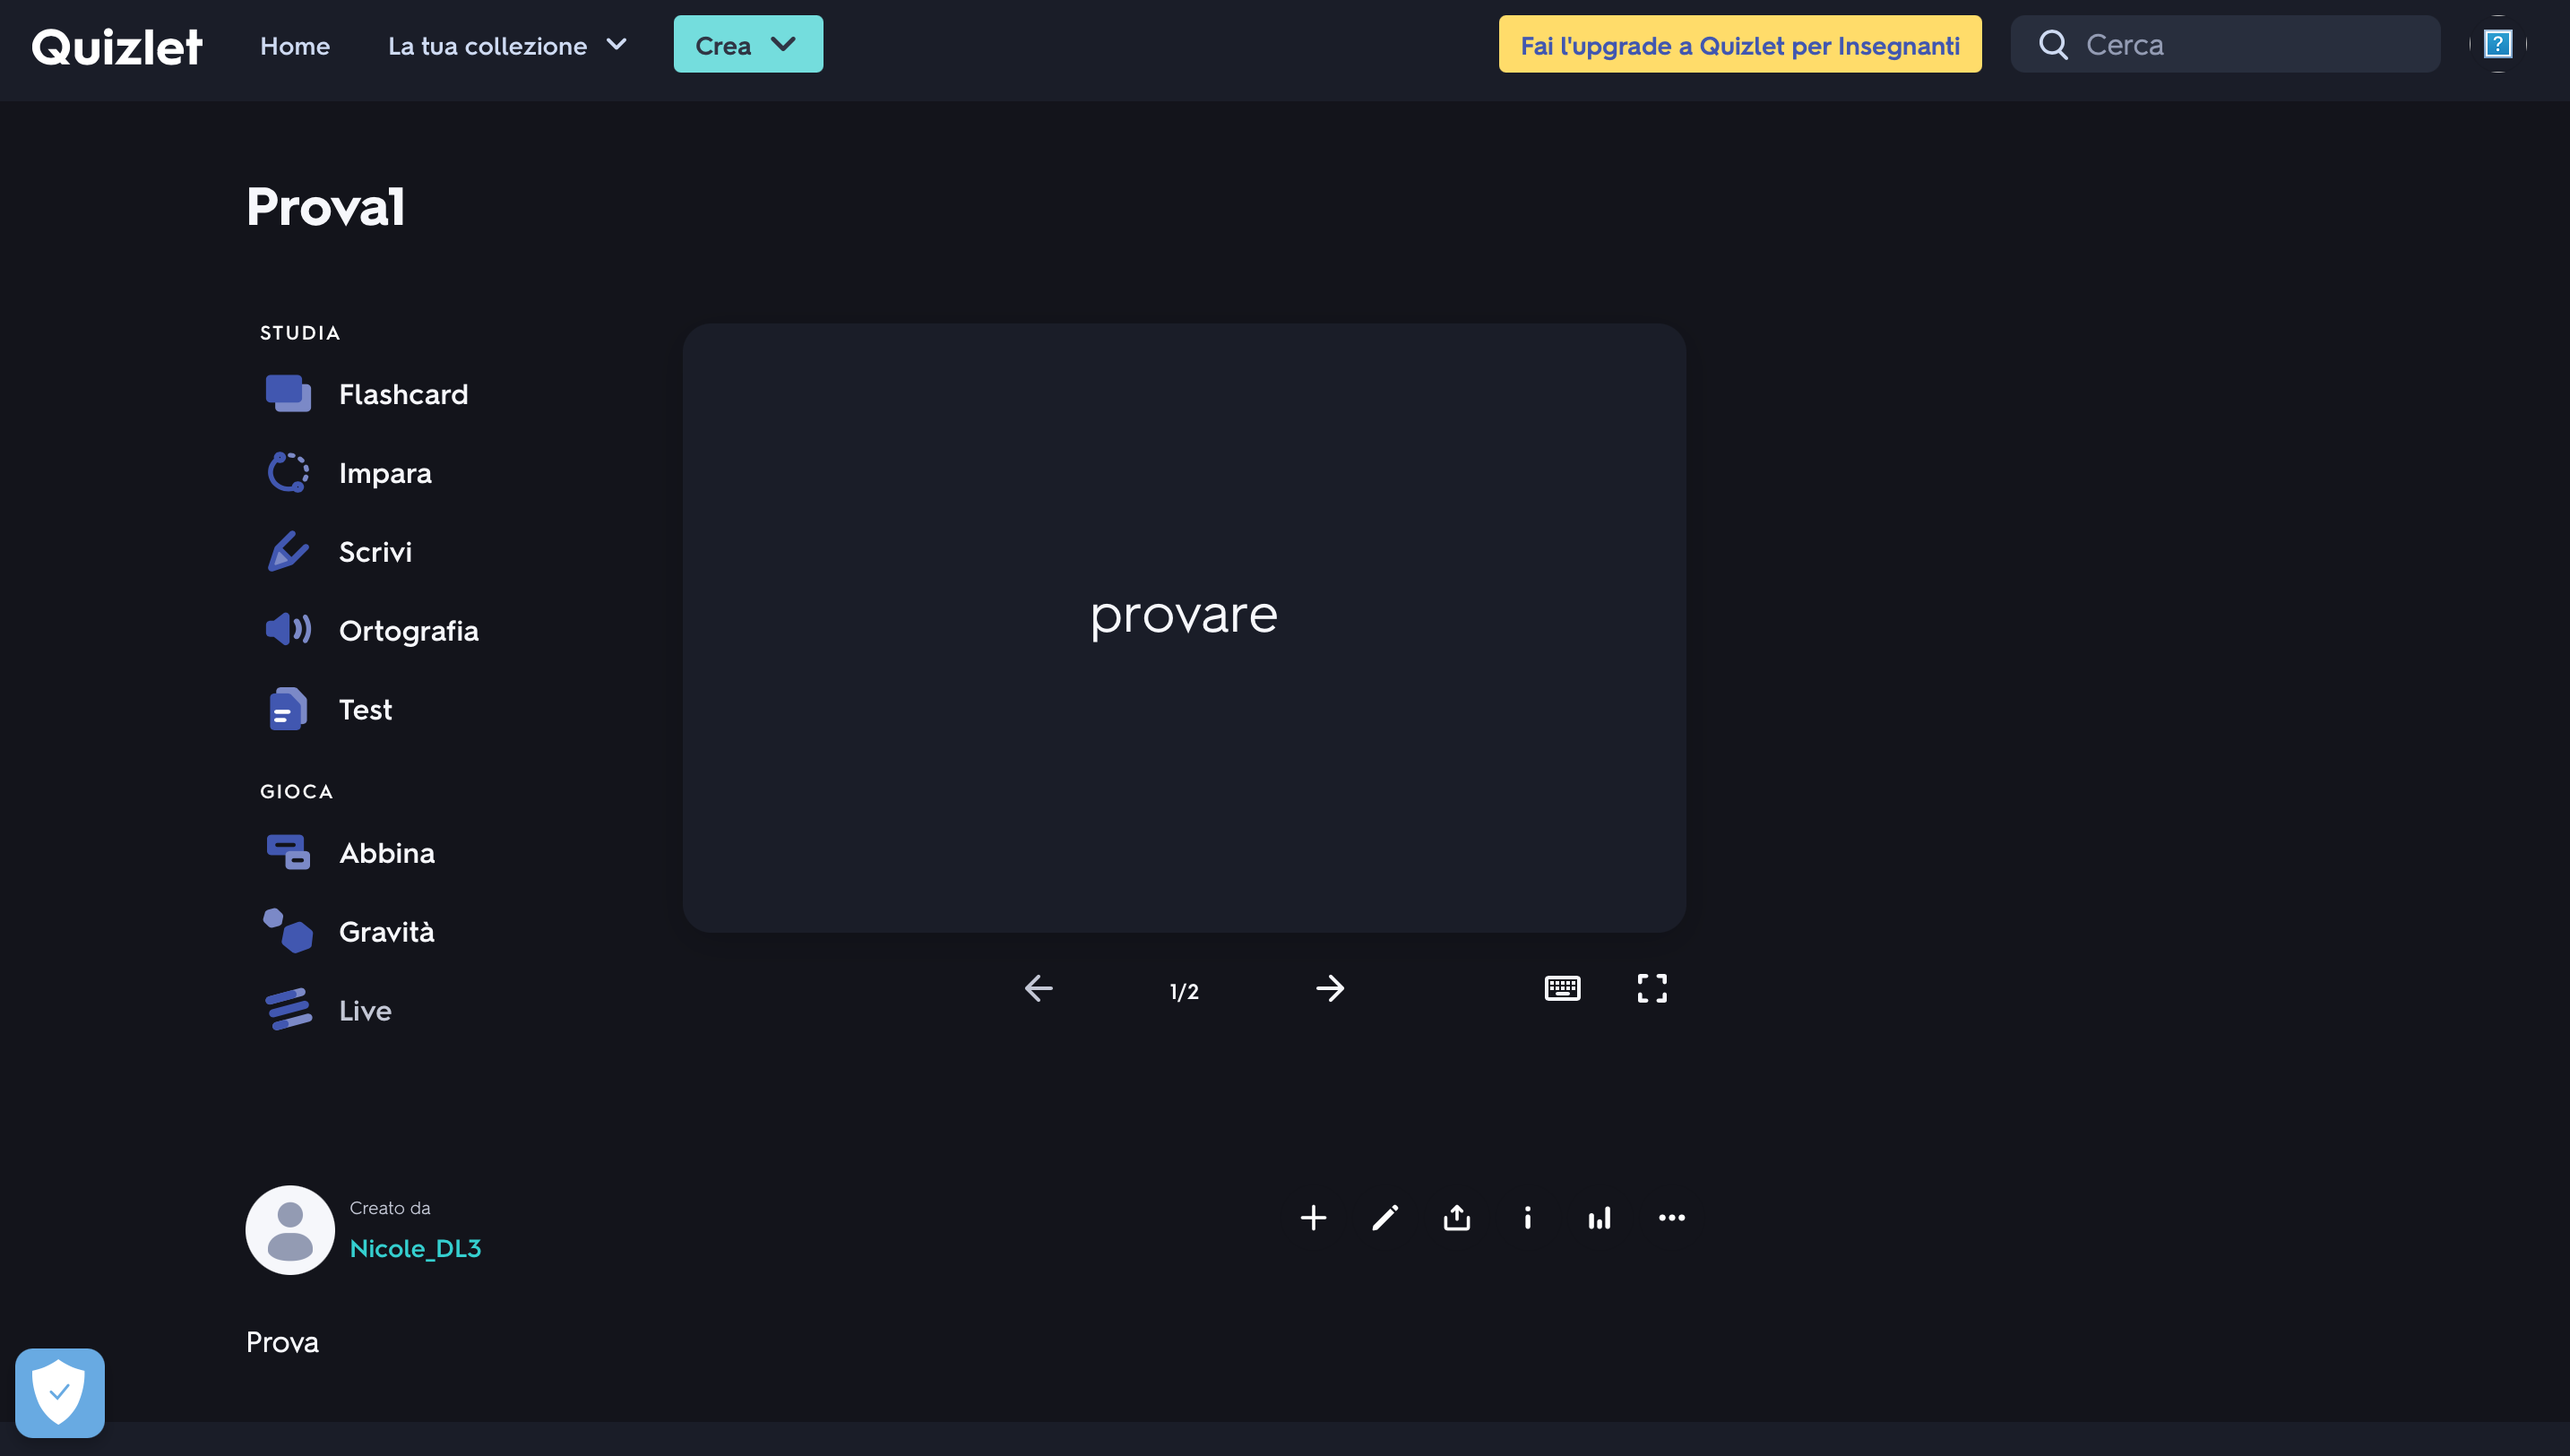 Quizlet
Home
La tua collezione
Crea
Fai l'upgrade a Quizlet per Insegnanti
Cerca
?
Prova1
STUDIA
Flashcard
Impara
Scrivi
Ortografia
Test
GIOCA
Abbina
Gravità
Live
provare
1/2
Creato da
Nicole_DL3
Prova